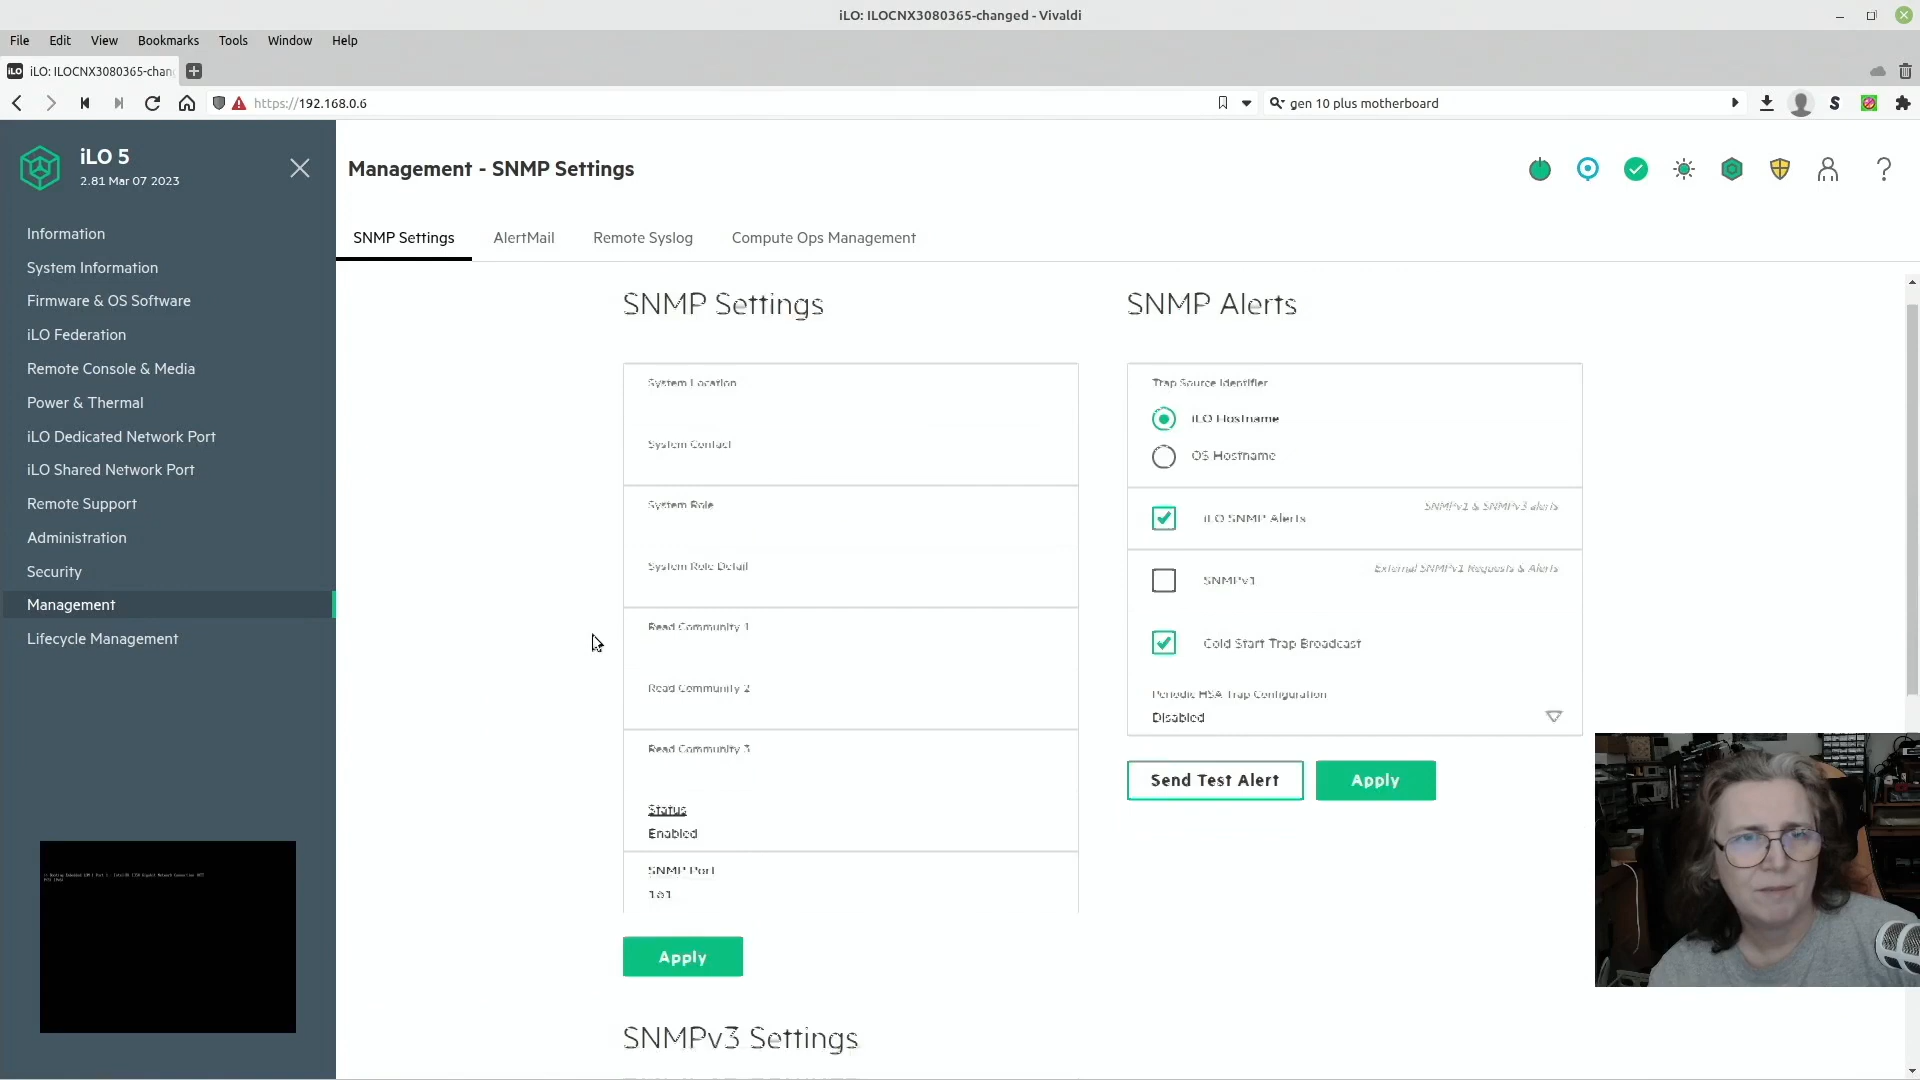 iLO: ILOCNX3080365-changed - Vivaldi
File Edit View Bookmarks Tools Window Help
iLO iLO: ILOCNX3080365-chan
https://192.168.0.6
gen 10 plus motherboard
iLO 5
2.81 Mar 07 2023
Information
System Information
Firmware & OS Software
iLO Federation
Remote Console & Media
Power & Thermal
iLO Dedicated Network Port
iLO Shared Network Port
Remote Support
Administration
Security
Management
Lifecycle Management
Management - SNMP Settings
SNMP Settings AlertMail Remote Syslog Compute Ops Management
SNMP Settings
System Location
System Contact
System Role
System Role Detail
Read Community 1
Read Community 2
Read Community 3
Status
Enabled
SNMP Port
161
Apply
SNMPv3 Settings
SNMP Alerts
Trap Source Identifier
iLO Hostname
OS Hostname
iLO SNMP Alerts
SNMPv1 & SNMPv3 alerts
SNMPv1
External SNMPv1 Requests & Alerts
Cold Start Trap Broadcast
Periodic HSA Trap Configuration
Disabled
Send Test Alert Apply